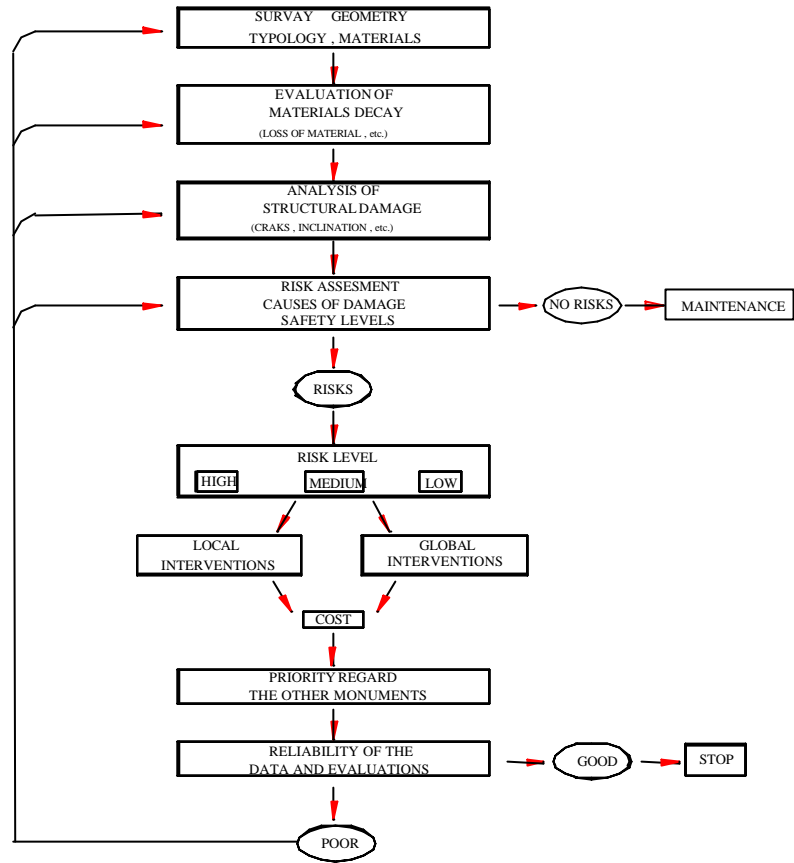 SURVAY GEOMETRY
TYPOLOGY , MATERIALS
EVALUATION OF
MATERIALS DECAY
(LOSS OF MATERIAL , etc.)
ANALYSIS OF
STRUCTURAL DAMAGE
(CRAKS , INCLINATION , etc.)
RISK ASSESMENT
CAUSES OF DAMAGE
SAFETY LEVELS
NO RISKS
MAINTENANCE
RISKS
RISK LEVEL
HIGH
MEDIUM
LOW
LOCAL
INTERVENTIONS
GLOBAL
INTERVENTIONS
COST
PRIORITY REGARD
THE OTHER MONUMENTS
RELIABILITY OF THE
DATA AND EVALUATIONS
GOOD
STOP
POOR